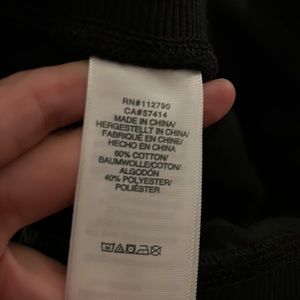 RN#112790
CA#57414
MADE IN CHINA/
HERGESTELLT IN CHINA/
FABRIQUÉ EN CHINE/
HECHO EN CHINA
60% COTTON/
BAUMWOLLE/COTON/
ALGODÓN
40% POLYESTER/
POLIÉSTER